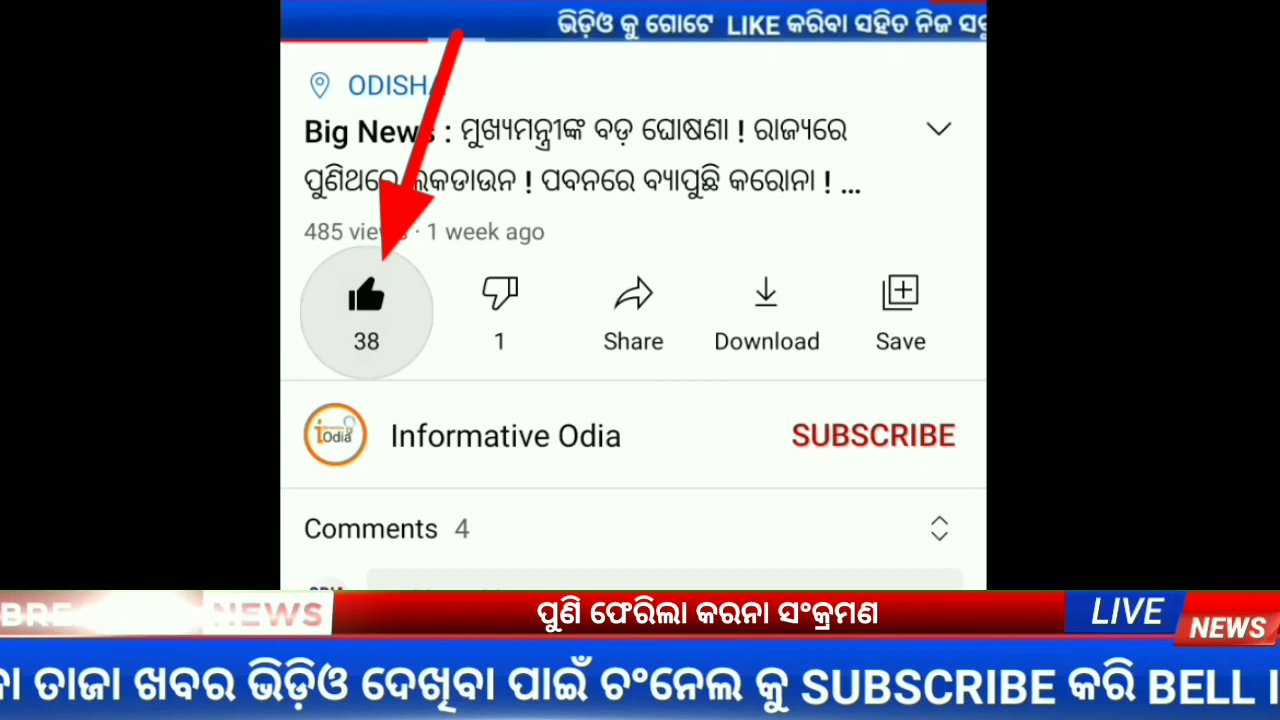 ଭିଡ଼ିଓ କୁ ଗୋଟେ LIKE କରିବା ସହିତ ନିଜ
ODISHA
Big News : ମୁଖ୍ୟମନ୍ତ୍ରୀଙ୍କ ବଡ଼ ଘୋଷଣା ! ରାଜ୍ୟରେ
ପୁଣିଥରେ ଲକଡାଉନ ! ପବନରେ ବ୍ୟାପୁଛି କରୋନା ! ...
485 views · 1 week ago
38
1
Share
Download
Save
Informative Odia
SUBSCRIBE
Comments 4
NEWS
ପୁଣି ଫେରିଲା କରନା ସଂକ୍ରମଣ
LIVE
NEWS
ତାଜା ଖବର ଭିଡ଼ିଓ ଦେଖିବା ପାଇଁ ଚଂନେଲ କୁ SUBSCRIBE କରି BELL